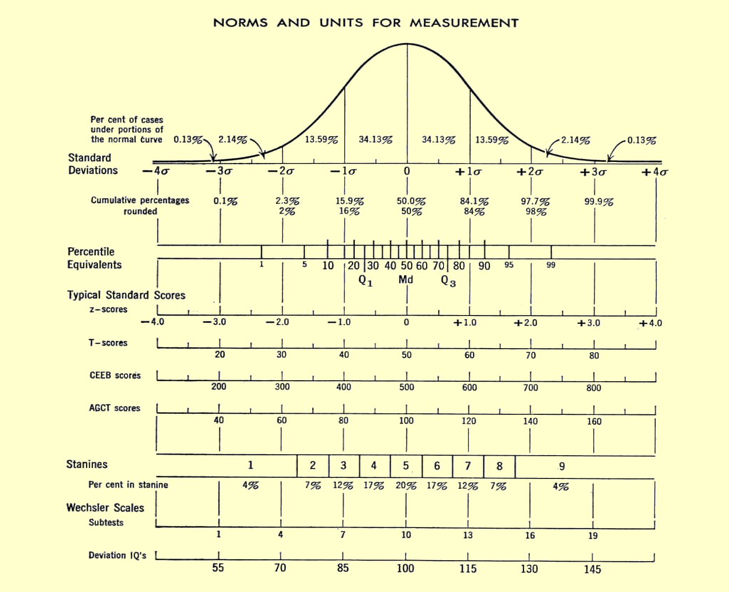 NORMS AND UNITS FOR MEASUREMENT
Per cent of cases
under portions of
the normal curve 0.13% 2.14% 13.59% 34.13% 34.13% 13.59% 2.14% 0.13%
Standard
Deviations −4σ −3σ −2σ −1σ 0 +1σ +2σ +3σ +4σ
Cumulative percentages 0.1% 2.3% 15.9% 50.0% 84.1% 97.7% 99.9%
rounded 2% 16% 50% 84% 98%
Percentile
Equivalents 1 5 10 20 30 40 50 60 70 80 90 95 99
Q1 Md Q3
Typical Standard Scores
z-scores
−4.0 −3.0 −2.0 −1.0 0 +1.0 +2.0 +3.0 +4.0
T-scores
20 30 40 50 60 70 80
CEEB scores
200 300 400 500 600 700 800
AGCT scores
40 60 80 100 120 140 160
Stanines 1 2 3 4 5 6 7 8 9
Per cent in stanine 4% 7% 12% 17% 20% 17% 12% 7% 4%
Wechsler Scales
Subtests
1 4 7 10 13 16 19
Deviation IQ's
55 70 85 100 115 130 145